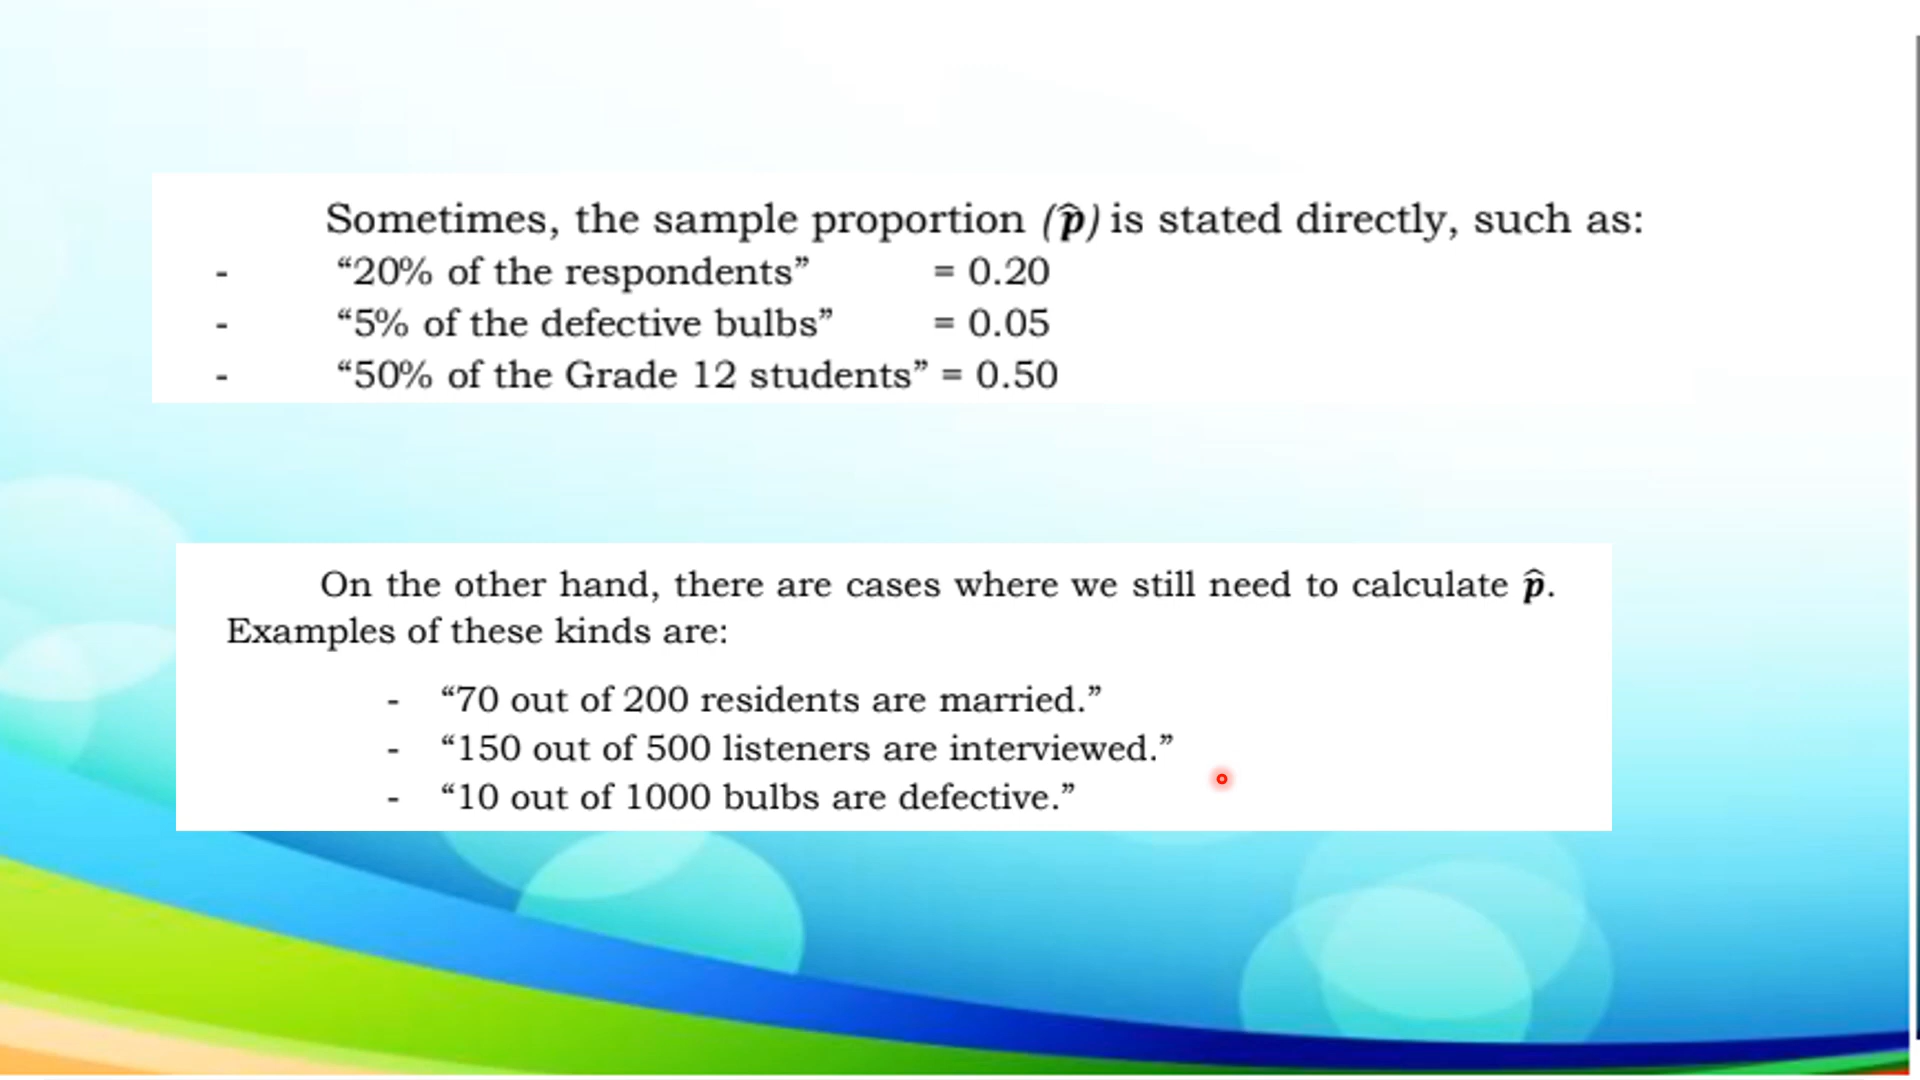 Sometimes, the sample proportion (p̂) is stated directly, such as:
- “20% of the respondents” = 0.20
- “5% of the defective bulbs” = 0.05
- “50% of the Grade 12 students” = 0.50
On the other hand, there are cases where we still need to calculate p̂.
Examples of these kinds are:
- “70 out of 200 residents are married.”
- “150 out of 500 listeners are interviewed.”
- “10 out of 1000 bulbs are defective.”